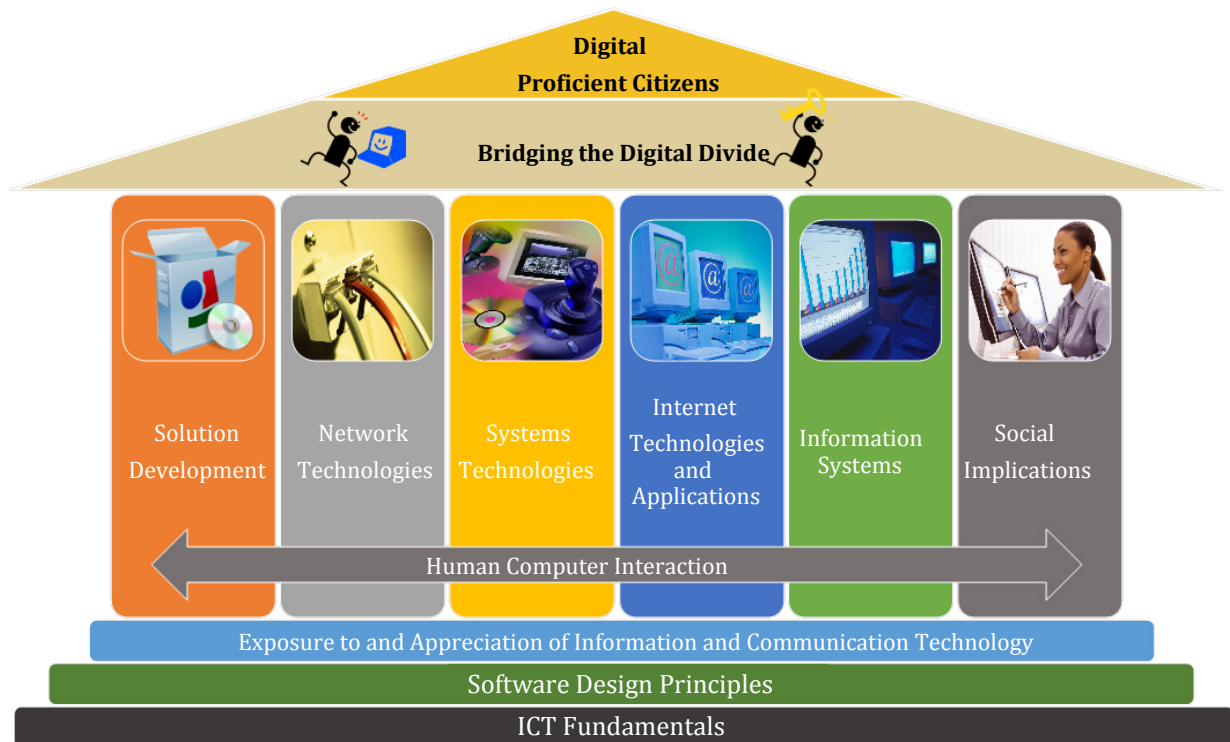 Digital
Proficient Citizens
Bridging the Digital Divide
Solution
Development
Network
Technologies
Systems
Technologies
Internet
Technologies
and
Applications
Information
Systems
Social
Implications
Human Computer Interaction
Exposure to and Appreciation of Information and Communication Technology
Software Design Principles
ICT Fundamentals